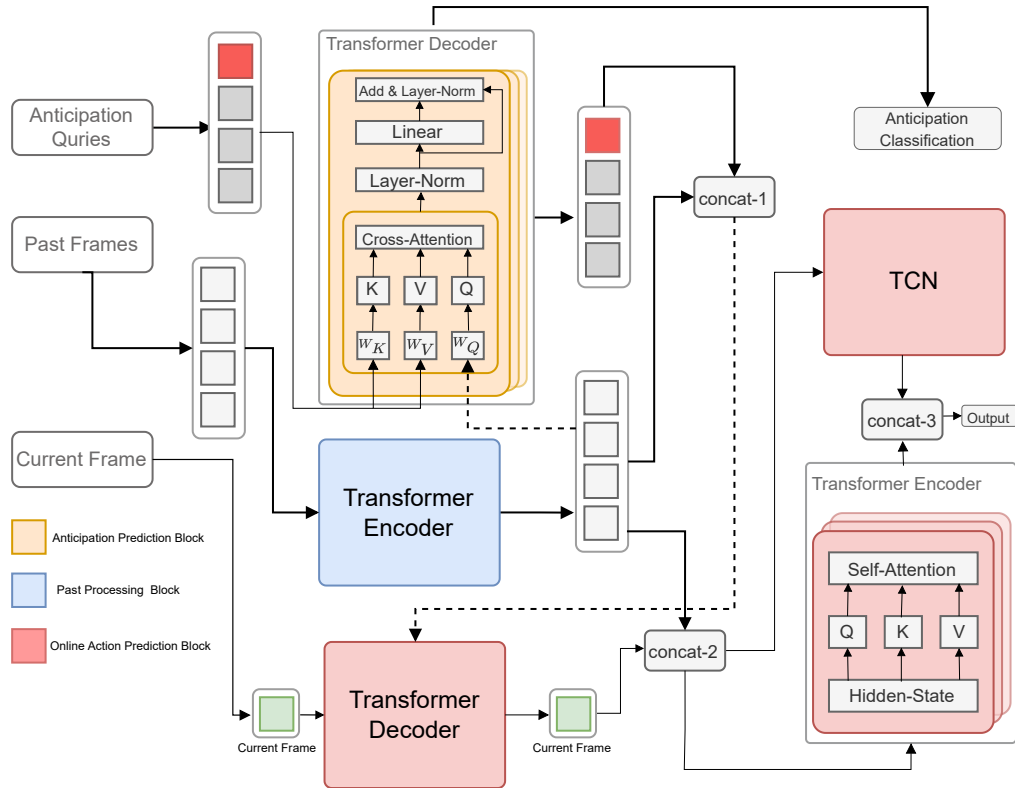 Transformer Decoder
Anticipation
Quries
Add & Layer-Norm
Linear
Layer-Norm
Cross-Attention
K
V
Q
W_K
W_V
W_Q
Anticipation
Classification
concat-1
Past Frames
TCN
concat-3
Output
Current Frame
Transformer
Encoder
Transformer Encoder
Self-Attention
Q
K
V
Hidden-State
Anticipation Prediction Block
Past Processing Block
Online Action Prediction Block
concat-2
Transformer
Decoder
Current Frame
Current Frame